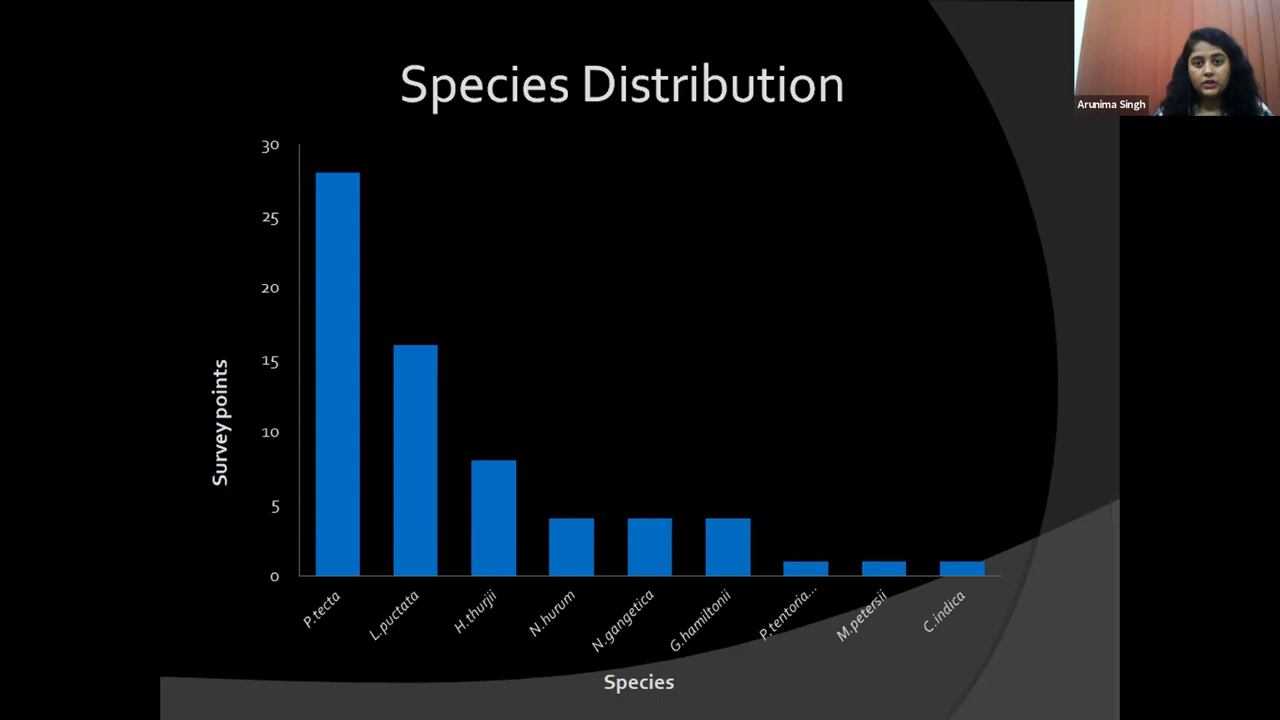 Arunima Singh
Species Distribution
30
25
20
15
10
5
0
Survey points
P.tecta
L.puctata
H.thurjii
N.hurum
N.gangetica
G.hamiltonii
P.tentoria...
M.petersii
C.indica
Species